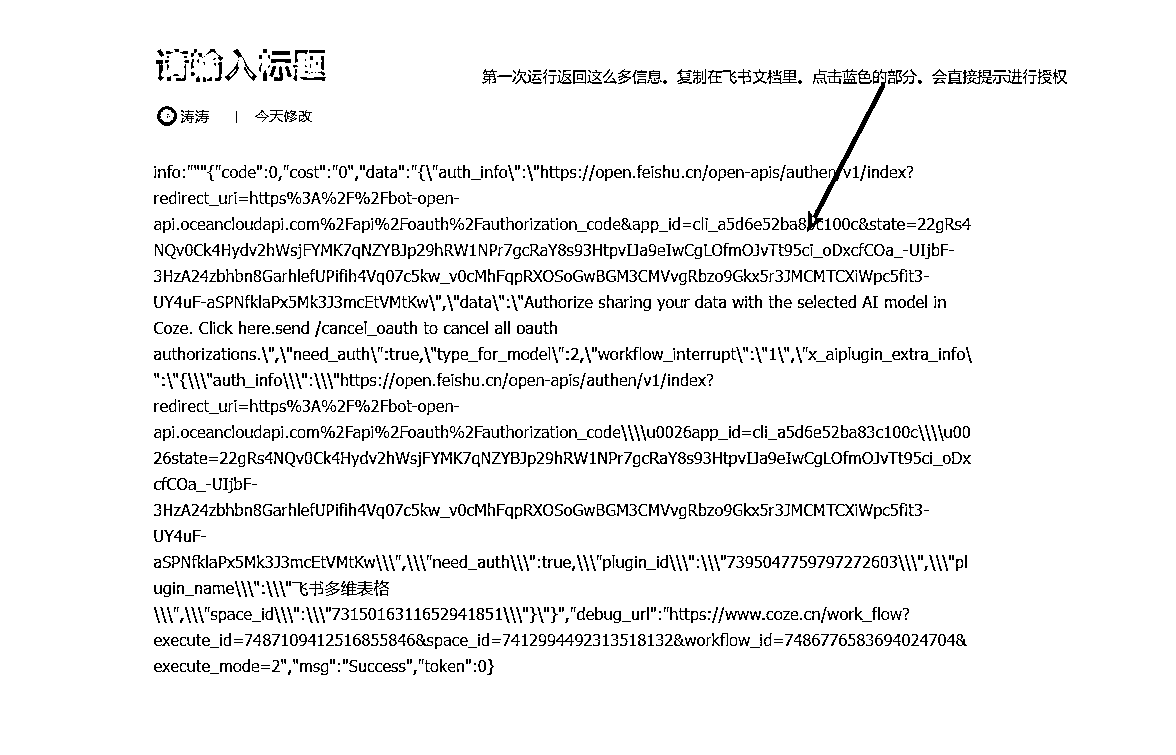 请输入标题
第一次运行返回这么多信息。复制在飞书文档里。点击蓝色的部分。会直接提示进行授权
涛涛 | 今天修改
info:"""{"code":0,"cost":"0","data":"{\"auth_info\":\"https://open.feishu.cn/open-apis/authen/v1/index?
redirect_uri=https%3A%2F%2Fbot-open-
api.oceancloudapi.com%2Fapi%2Foauth%2Fauthorization_code&app_id=cli_a5d6e52ba83c100c&state=22gRs4
NQv0Ck4Hydv2hWsjFYMK7qNZYBJp29hRW1NPr7gcRaY8s93HtpvIJa9eIwCgLOfmOJvTt95ci_oDxcfCOa_-UIjbF-
3HzA24zbhbn8GarhlefUPifih4Vq07c5kw_v0cMhFqpRXOSoGwBGM3CMVvgRbzo9Gkx5r3JMCMTCXiWpc5fit3-
UY4uF-aSPNfklaPx5Mk3J3mcEtVMtKw\",\"data\":\"Authorize sharing your data with the selected AI model in
Coze. Click here.send /cancel_oauth to cancel all oauth
authorizations.\",\"need_auth\":true,\"type_for_model\":2,\"workflow_interrupt\":\"1\",\"x_aiplugin_extra_info\
":\"{\\\"auth_info\\\":\\\"https://open.feishu.cn/open-apis/authen/v1/index?
redirect_uri=https%3A%2F%2Fbot-open-
api.oceancloudapi.com%2Fapi%2Foauth%2Fauthorization_code\\\\u0026app_id=cli_a5d6e52ba83c100c\\\\u00
26state=22gRs4NQv0Ck4Hydv2hWsjFYMK7qNZYBJp29hRW1NPr7gcRaY8s93HtpvIJa9eIwCgLOfmOJvTt95ci_oDx
cfCOa_-UIjbF-
3HzA24zbhbn8GarhlefUPifih4Vq07c5kw_v0cMhFqpRXOSoGwBGM3CMVvgRbzo9Gkx5r3JMCMTCXiWpc5fit3-
UY4uF-
aSPNfklaPx5Mk3J3mcEtVMtKw\\\",\\\"need_auth\\\":true,\\\"plugin_id\\\":\\\"7395047759797272603\\\",\\\"pl
ugin_name\\\":\\\"飞书多维表格
\\\",\\\"space_id\\\":\\\"7315016311652941851\\\"}\"}","debug_url":"https://www.coze.cn/work_flow?
execute_id=7487109412516855846&space_id=7412994492313518132&workflow_id=7486776583694024704&
execute_mode=2","msg":"Success","token":0}